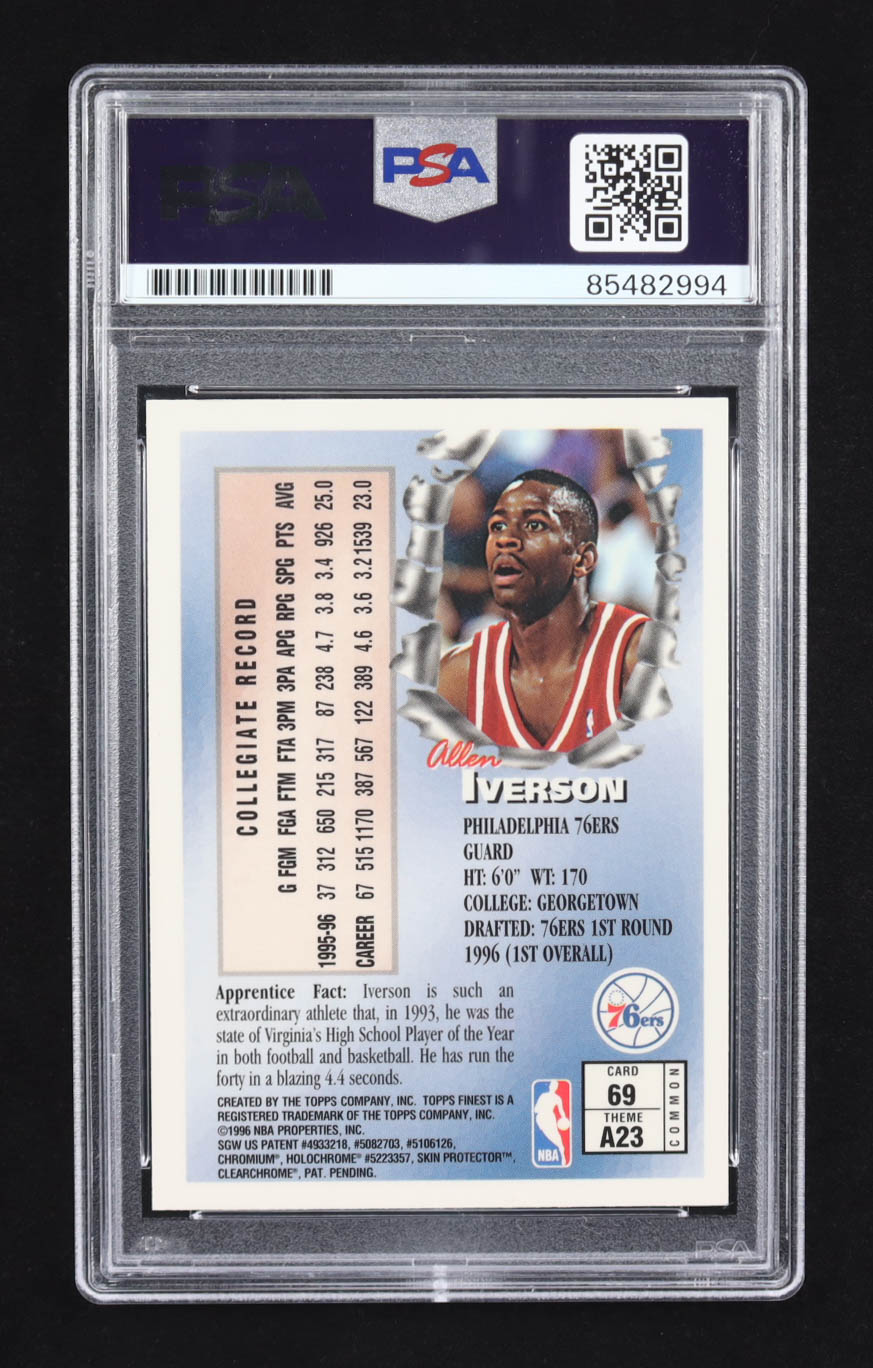 PSA
PSA
85482994
COLLEGIATE RECORD
G FGM FGA FTM FTA 3PM 3PA APG RPG SPG PTS AVG
1995-96 37 312 650 215 317 87 238 4.7 3.8 3.4 926 25.0
CAREER 67 515 1170 387 567 122 389 4.6 3.6 3.2 1539 23.0
Allen
IVERSON
PHILADELPHIA 76ERS
GUARD
HT: 6'0" WT: 170
COLLEGE: GEORGETOWN
DRAFTED: 76ERS 1ST ROUND
1996 (1ST OVERALL)
Apprentice Fact: Iverson is such an
extraordinary athlete that, in 1993, he was the
state of Virginia's High School Player of the Year
in both football and basketball. He has run the
forty in a blazing 4.4 seconds.
CREATED BY THE TOPPS COMPANY, INC. TOPPS FINEST IS A
REGISTERED TRADEMARK OF THE TOPPS COMPANY, INC.
©1996 NBA PROPERTIES, INC.
SGW US PATENT #4933218, #5082703, #5106126,
CHROMIUM®, HOLOCHROME® #5223357, SKIN PROTECTOR™,
CLEARCHROME®, PAT. PENDING.
76ers
NBA
CARD
69
THEME
A23
COMMON
PSA